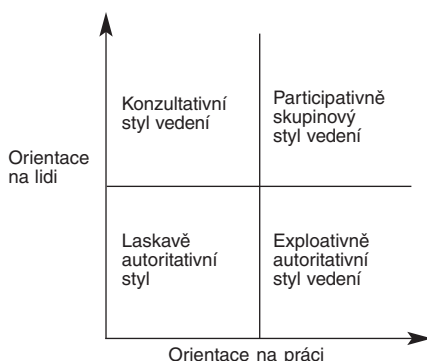 Konzultativní
styl vedení
Participativně
skupinový
styl vedení
Orientace
na lidi
Laskavě
autoritativní
styl
Exploativně
autoritativní
styl vedení
Orientace na práci